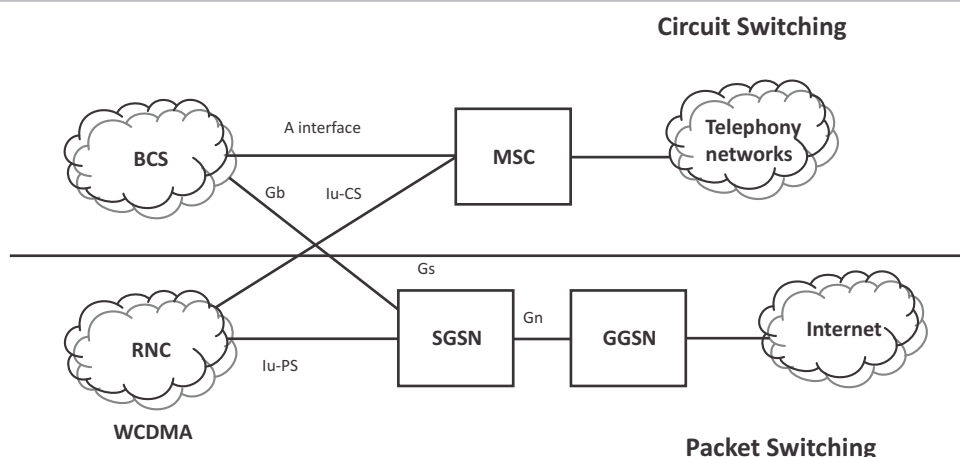 Circuit Switching
A interface
BCS
MSC
Telephony
networks
Gb
Iu-CS
Gs
RNC
SGSN
Gn
GGSN
Internet
Iu-PS
WCDMA
Packet Switching